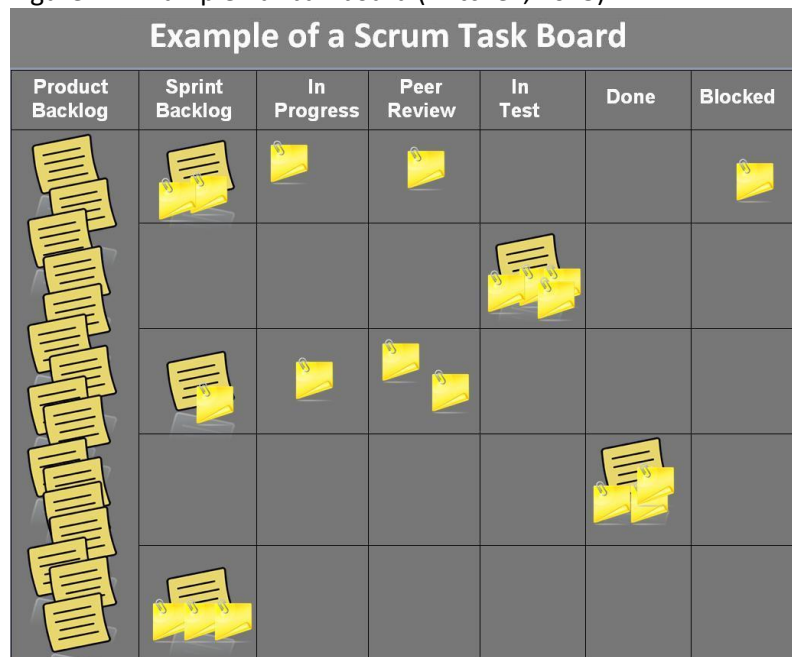 Example of a Scrum Task Board
Product Backlog
Sprint Backlog
In Progress
Peer Review
In Test
Done
Blocked